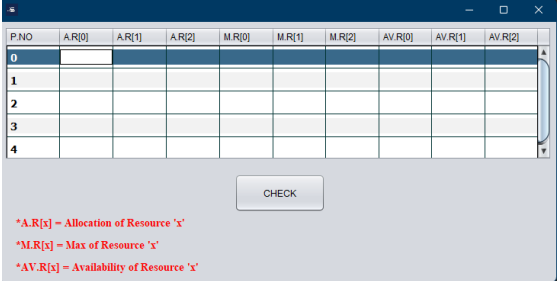 P.NO A.R[0] A.R[1] A.R[2] M.R[0] M.R[1] M.R[2] AV.R[0] AV.R[1] AV.R[2]
0
1
2
3
4
CHECK
*A.R[x] = Allocation of Resource 'x'
*M.R[x] = Max of Resource 'x'
*AV.R[x] = Availability of Resource 'x'